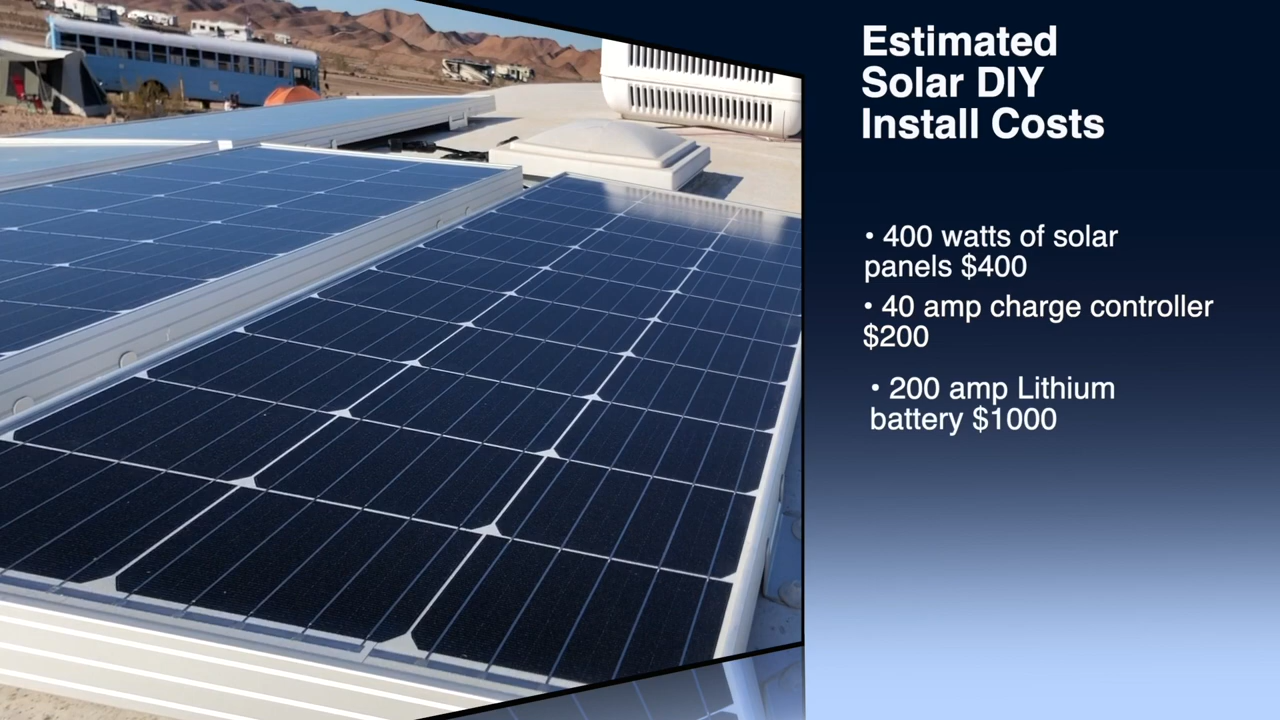 Estimated
Solar DIY
Install Costs
• 400 watts of solar
panels $400
• 40 amp charge controller
$200
• 200 amp Lithium
battery $1000